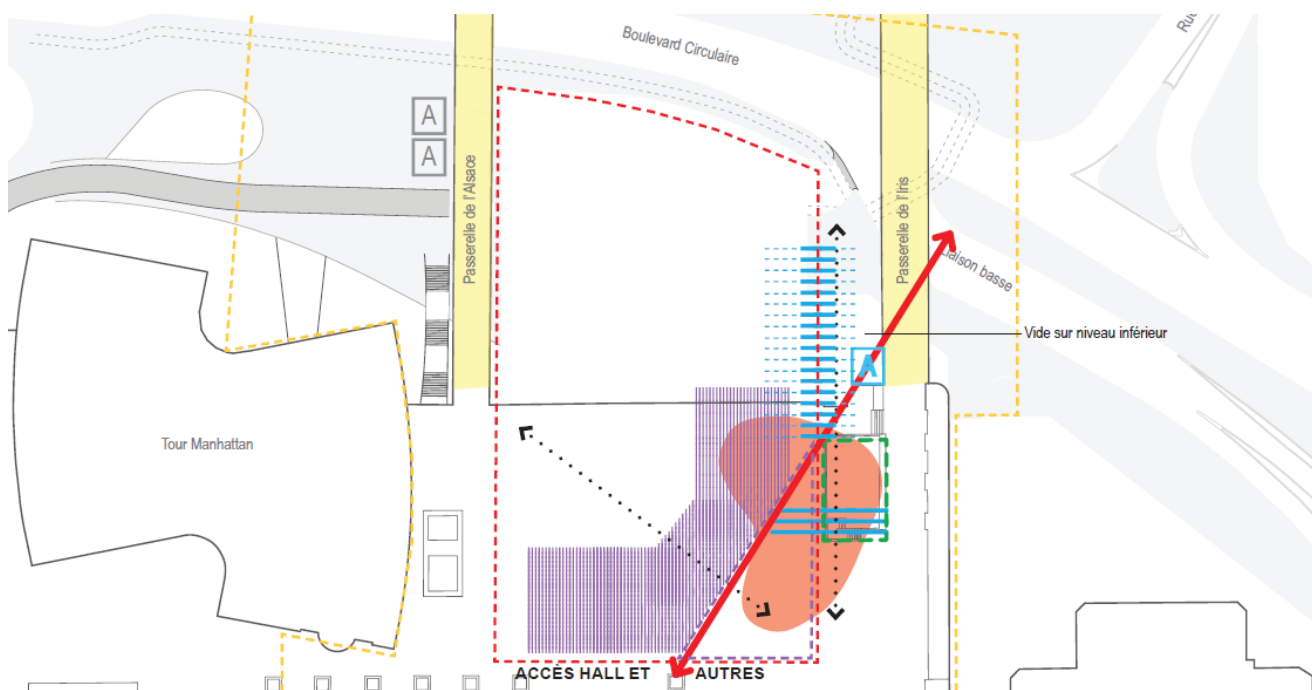 Boulevard Circulaire
A
A
Passerelle de l'Alsace
Passerelle de l'Iris
Liaison basse
Vide sur niveau inférieur
A
Tour Manhattan
ACCÈS HALL ET AUTRES